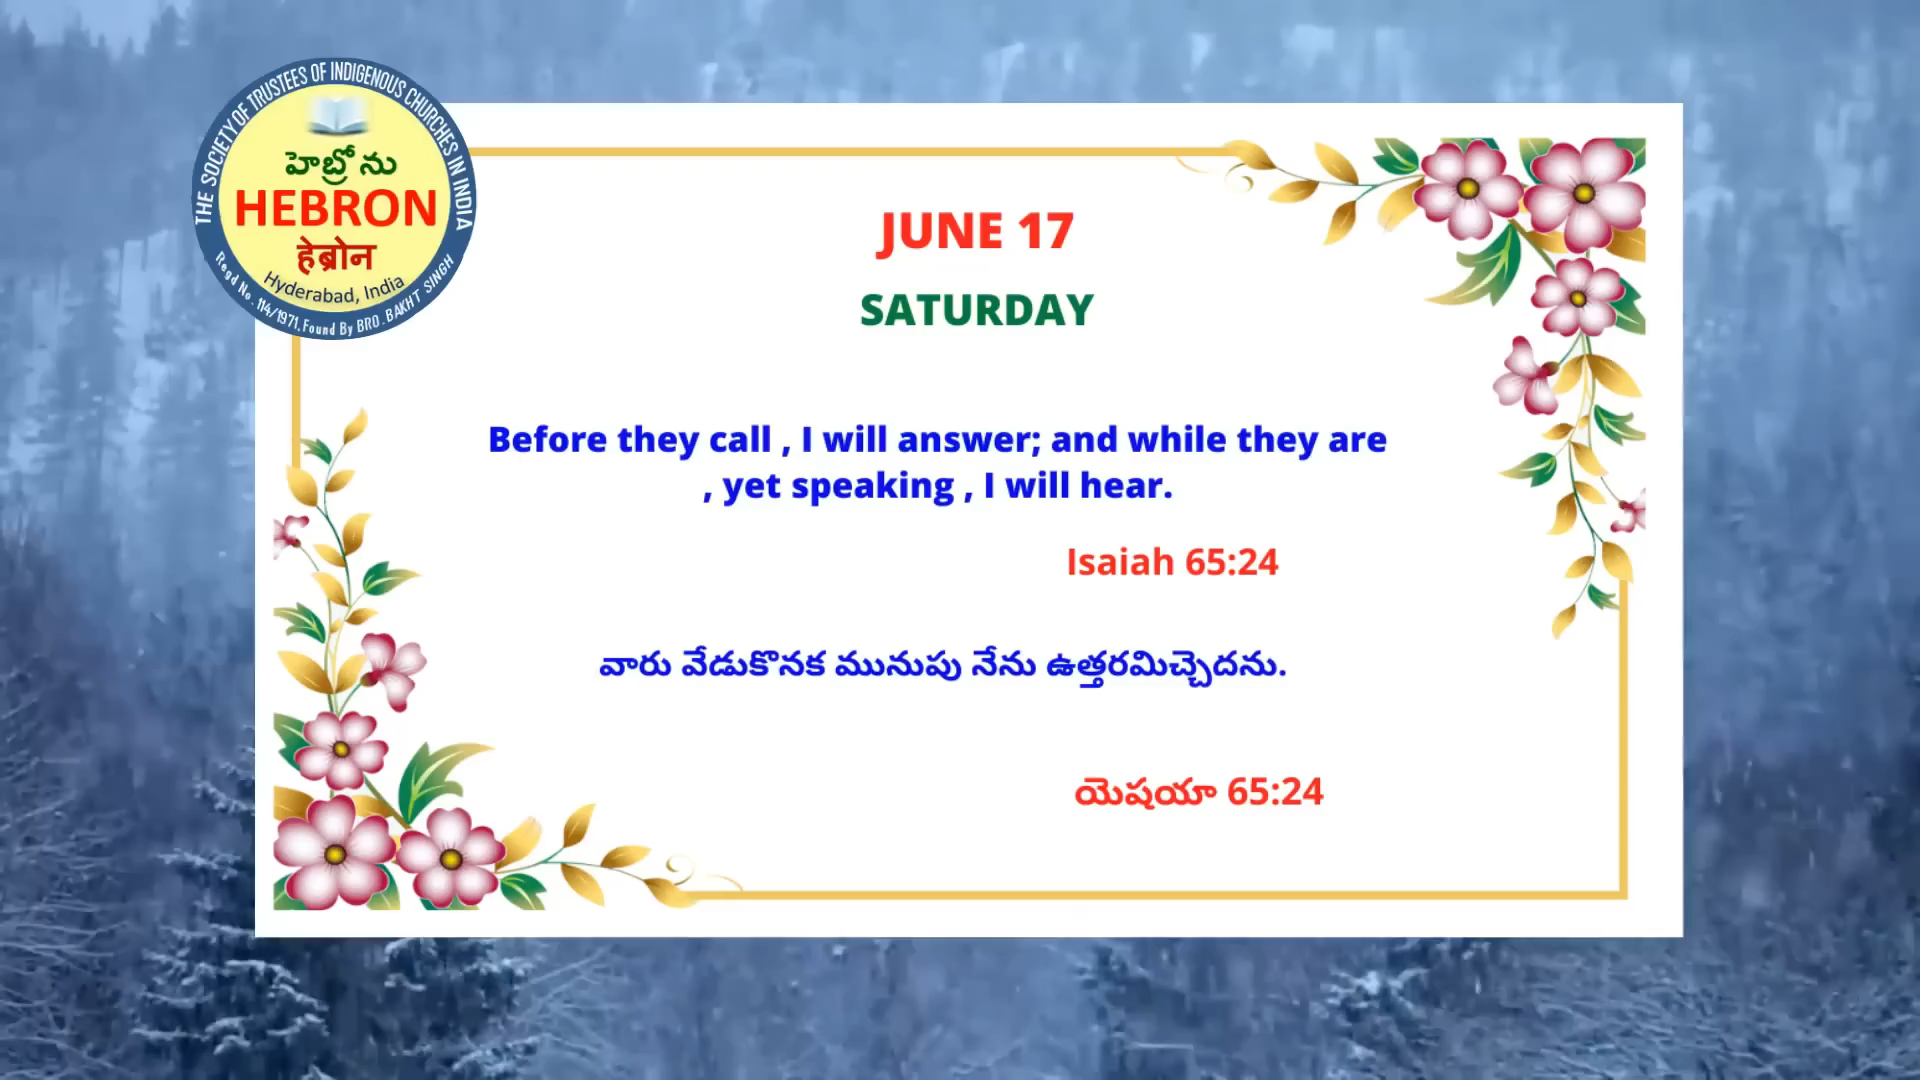 THE SOCIETY OF TRUSTEES OF INDIGENOUS CHURCHES IN INDIA
హెబ్రోను
HEBRON
हेब्रोन
Hyderabad, India
Regd No. 114/1971, Found By BRO. BAKHT SINGH
JUNE 17
SATURDAY
Before they call , I will answer; and while they are
, yet speaking , I will hear.
Isaiah 65:24
వారు వేడుకొనక మునుపు నేను ఉత్తరమిచ్చెదను.
యెషయా 65:24